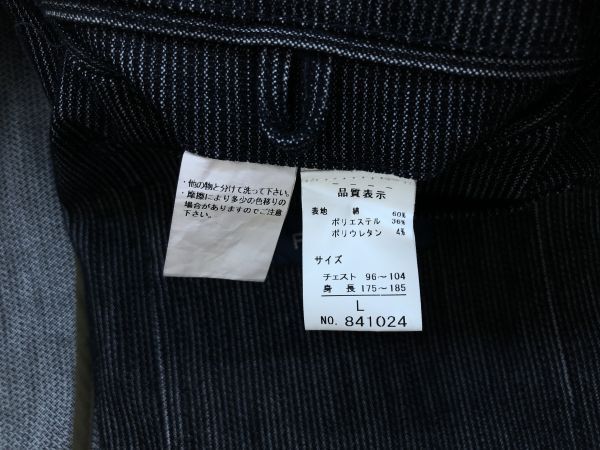 ・他の物と分けて洗って下さい。
・摩擦により多少の色移りの
場合がありますのでご注意
下さい。
品質表示
表地 綿 60%
ポリエステル 36%
ポリウレタン 4%
サイズ
チェスト 96～104
身長 175～185
L
NO. 841024